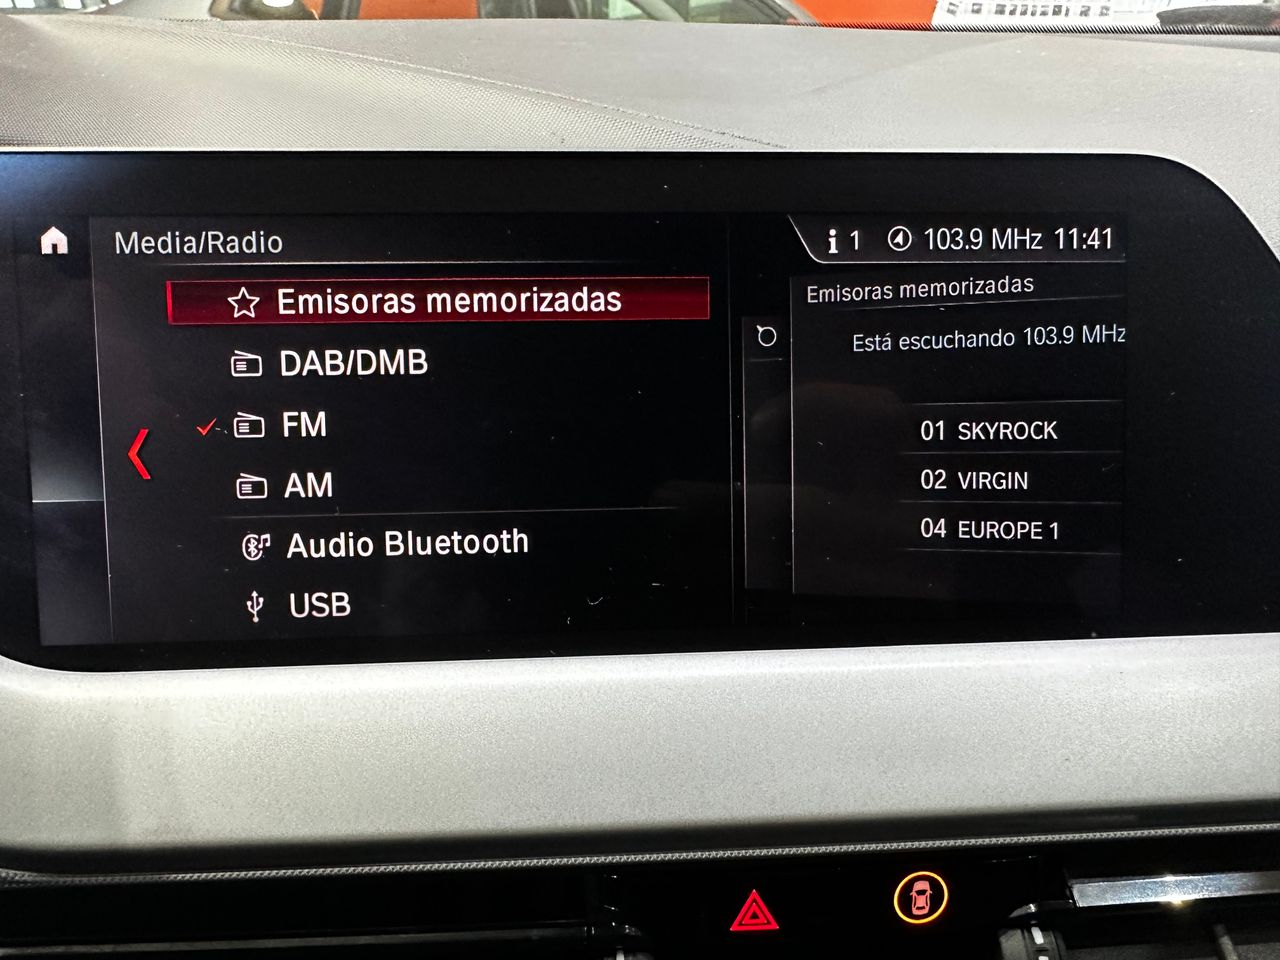 Media/Radio
Emisoras memorizadas
DAB/DMB
FM
AM
Audio Bluetooth
USB
1 103.9 MHz 11:41
Emisoras memorizadas
Está escuchando 103.9 MHz
01 SKYROCK
02 VIRGIN
04 EUROPE 1